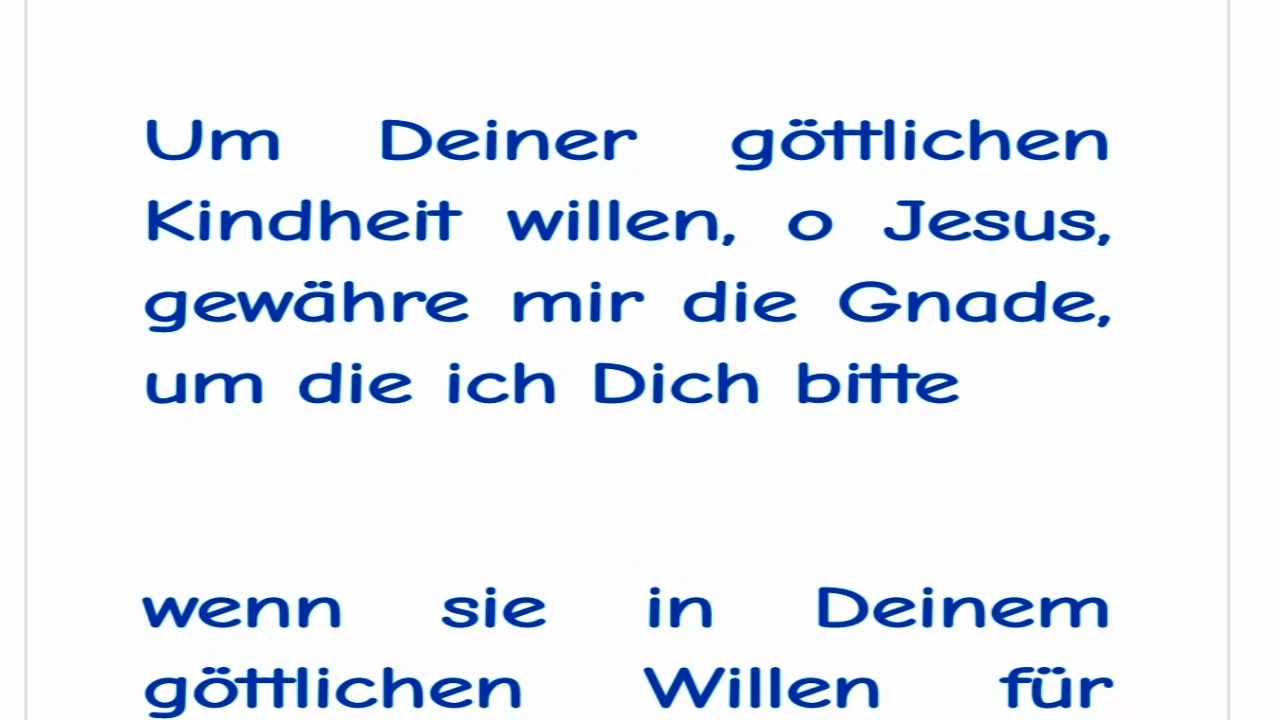 Um Deiner göttlichen
Kindheit willen, o Jesus,
gewähre mir die Gnade,
um die ich Dich bitte
wenn sie in Deinem
göttlichen Willen für